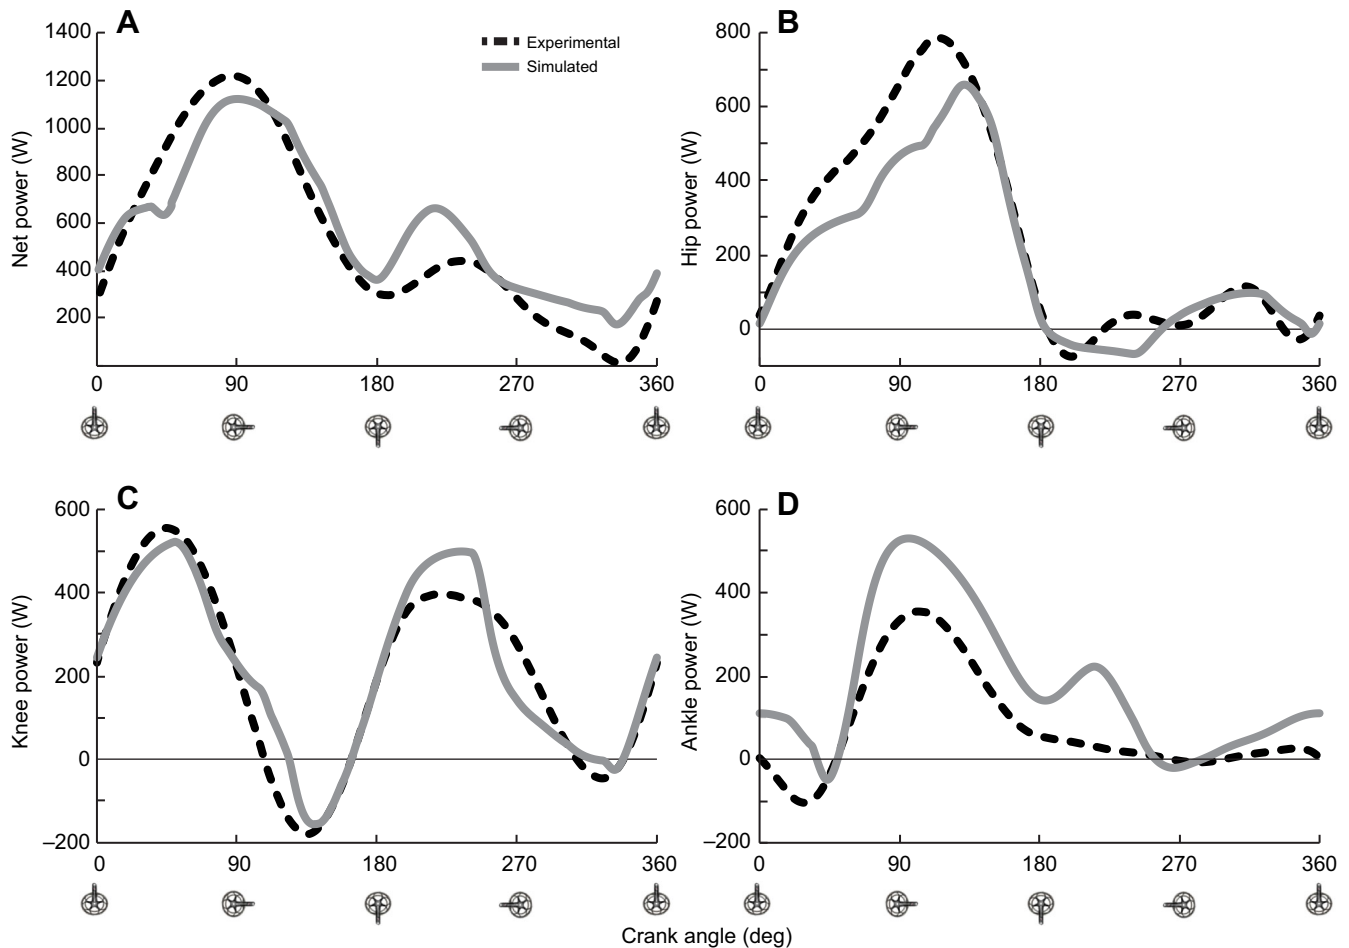 A
1400
1200
1000
800
600
400
200
0 90 180 270 360
Net power (W)
Experimental
Simulated
B
800
600
400
200
0
0 90 180 270 360
Hip power (W)
C
600
400
200
0
–200
0 90 180 270 360
Knee power (W)
D
600
400
200
0
–200
0 90 180 270 360
Ankle power (W)
Crank angle (deg)